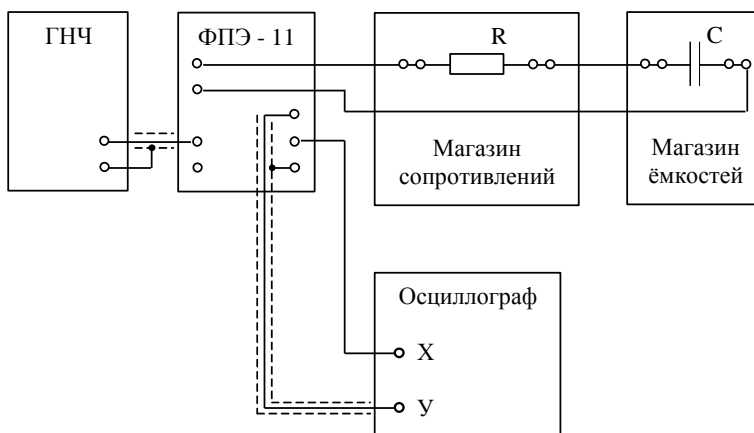 ГНЧ
ФПЭ - 11
R
C
Магазин
сопротивлений
Магазин
ёмкостей
Осциллограф
X
У